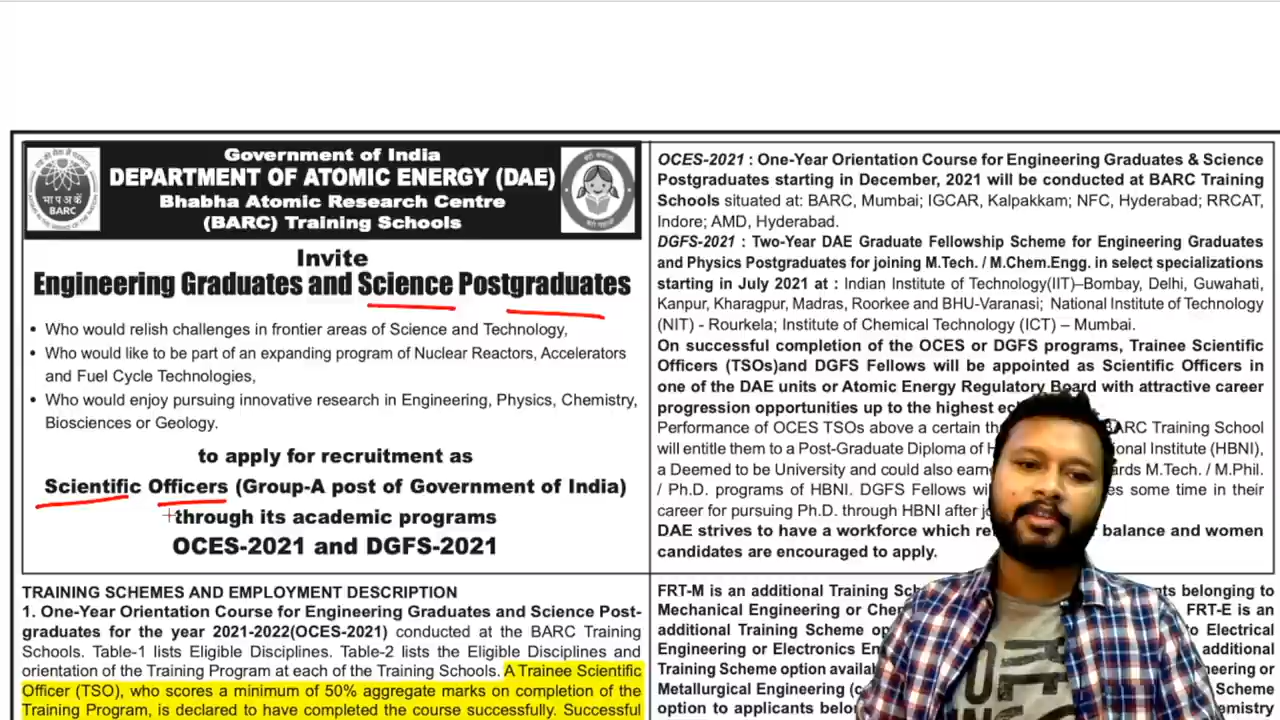 Government of India
DEPARTMENT OF ATOMIC ENERGY (DAE)
Bhabha Atomic Research Centre
(BARC) Training Schools
भा प अ कें
BARC
Invite
Engineering Graduates and Science Postgraduates
• Who would relish challenges in frontier areas of Science and Technology,
• Who would like to be part of an expanding program of Nuclear Reactors, Accelerators
and Fuel Cycle Technologies,
• Who would enjoy pursuing innovative research in Engineering, Physics, Chemistry,
Biosciences or Geology.
to apply for recruitment as
Scientific Officers (Group-A post of Government of India)
through its academic programs
OCES-2021 and DGFS-2021
OCES-2021 : One-Year Orientation Course for Engineering Graduates & Science
Postgraduates starting in December, 2021 will be conducted at BARC Training
Schools situated at: BARC, Mumbai; IGCAR, Kalpakkam; NFC, Hyderabad; RRCAT,
Indore; AMD, Hyderabad.
DGFS-2021 : Two-Year DAE Graduate Fellowship Scheme for Engineering Graduates
and Physics Postgraduates for joining M.Tech. / M.Chem.Engg. in select specializations
starting in July 2021 at : Indian Institute of Technology(IIT)–Bombay, Delhi, Guwahati,
Kanpur, Kharagpur, Madras, Roorkee and BHU-Varanasi; National Institute of Technology
(NIT) - Rourkela; Institute of Chemical Technology (ICT) – Mumbai.
On successful completion of the OCES or DGFS programs, Trainee Scientific
Officers (TSOs)and DGFS Fellows will be appointed as Scientific Officers in
one of the DAE units or Atomic Energy Regulatory Board with attractive career
progression opportunities up to the highest
Performance of OCES TSOs above a certain BARC Training School
will entitle them to a Post-Graduate Diploma of Institute (HBNI),
a Deemed to be University and could also M.Tech. / M.Phil.
/ Ph.D. programs of HBNI. DGFS Fellows some time in their
career for pursuing Ph.D. through HBNI after
DAE strives to have a workforce which balance and women
candidates are encouraged to apply.
TRAINING SCHEMES AND EMPLOYMENT DESCRIPTION
1. One-Year Orientation Course for Engineering Graduates and Science Post-
graduates for the year 2021-2022(OCES-2021) conducted at the BARC Training
Schools. Table-1 lists Eligible Disciplines. Table-2 lists the Eligible Disciplines and
orientation of the Training Program at each of the Training Schools. A Trainee Scientific
Officer (TSO), who scores a minimum of 50% aggregate marks on completion of the
Training Program, is declared to have completed the course successfully. Successful
FRT-M is an additional Training belonging to
Mechanical Engineering or FRT-E is an
additional Training Scheme Electrical
Engineering or Electronics additional
Training Scheme option or
Metallurgical Engineering Scheme
option to applicants